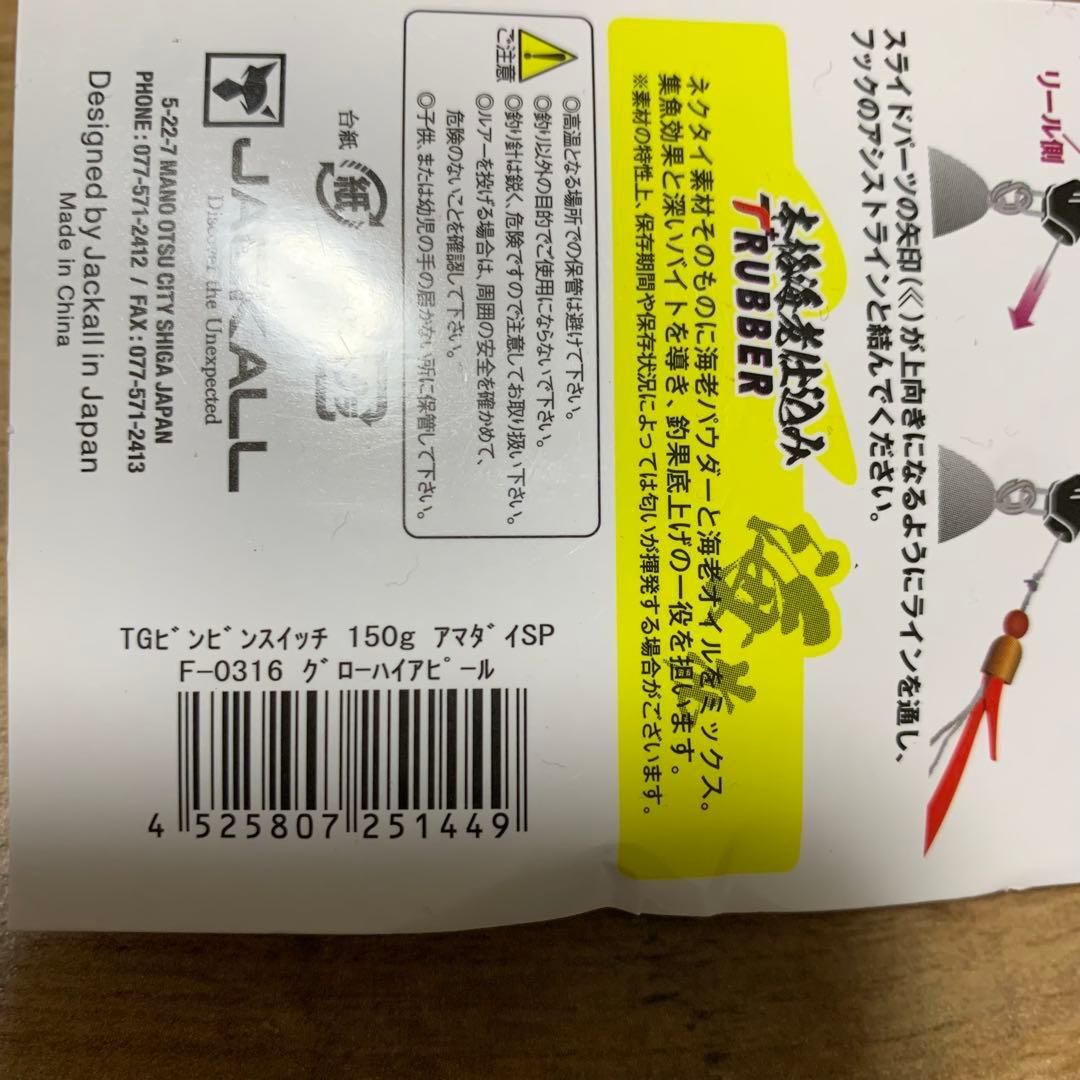 リール側
スライドパーツの矢印(《)が上向きになるようにラインを通し、
フックのアシストラインと結んでください。
本格海老仕込み
RUBBER
ネクタイ素材そのものに海老パウダーと海老オイルをミックス。
集魚効果と深いバイトを導き、釣果底上げの一役を担います。
※素材の特性上、保存期間や保存状況によっては匂いが揮発する場合がございます。
ご注意
◎高温となる場所での保管は避けて下さい。
◎釣り以外の目的でご使用にならないで下さい。
◎釣り針は鋭く、危険ですので注意してお取り扱い下さい。
◎ルアーを投げる場合は、周囲の安全を確かめて、
危険のないことを確認して下さい。
◎子供、または幼児の手の届かない所に保管して下さい。
台紙
紙
JACKALL
Discover the Unexpected
5-22-7 MANO OTSU CITY SHIGA JAPAN
PHONE : 077-571-2412 / FAX : 077-571-2413
Designed by Jackall in Japan
Made in China
TGﾋﾞﾝﾋﾞﾝｽｲｯﾁ 150g ｱﾏﾀﾞｲSP
F-0316 ｸﾞﾛｰﾊｲｱﾋﾟｰﾙ
4 525807 251449